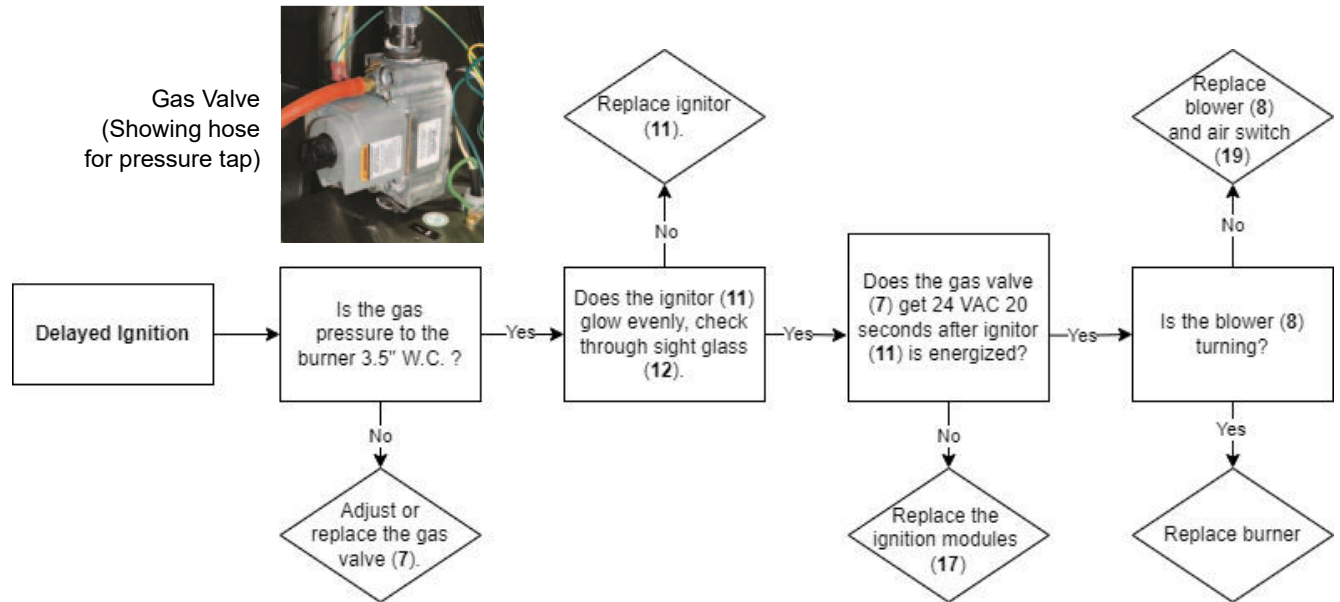 Gas Valve
(Showing hose
for pressure tap)
Replace ignitor
(11).
Replace
blower (8)
and air switch
(19)
No
No
Delayed Ignition
Is the gas
pressure to the
burner 3.5" W.C. ?
Yes
Does the ignitor (11)
glow evenly, check
through sight glass
(12).
Yes
Does the gas valve
(7) get 24 VAC 20
seconds after ignitor
(11) is energized?
Yes
Is the blower (8)
turning?
No
No
Yes
Adjust or
replace the gas
valve (7).
Replace the
ignition modules
(17)
Replace burner